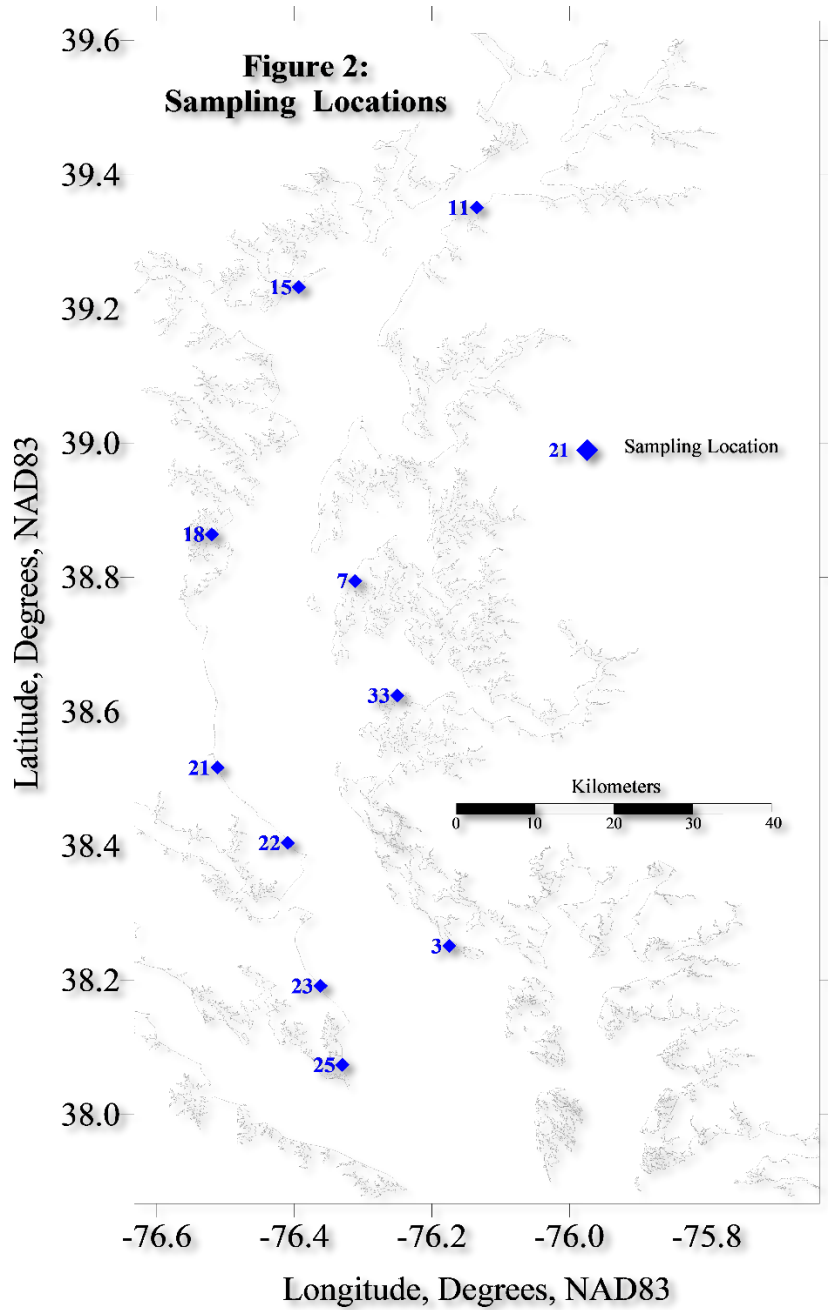 Figure 2:
Sampling Locations
39.6
39.4
11
15
39.2
39.0
21 Sampling Location
18
38.8
7
33
38.6
21
Kilometers
0 10 20 30 40
22
38.4
3
38.2
23
25
38.0
-76.6 -76.4 -76.2 -76.0 -75.8
Longitude, Degrees, NAD83
Latitude, Degrees, NAD83